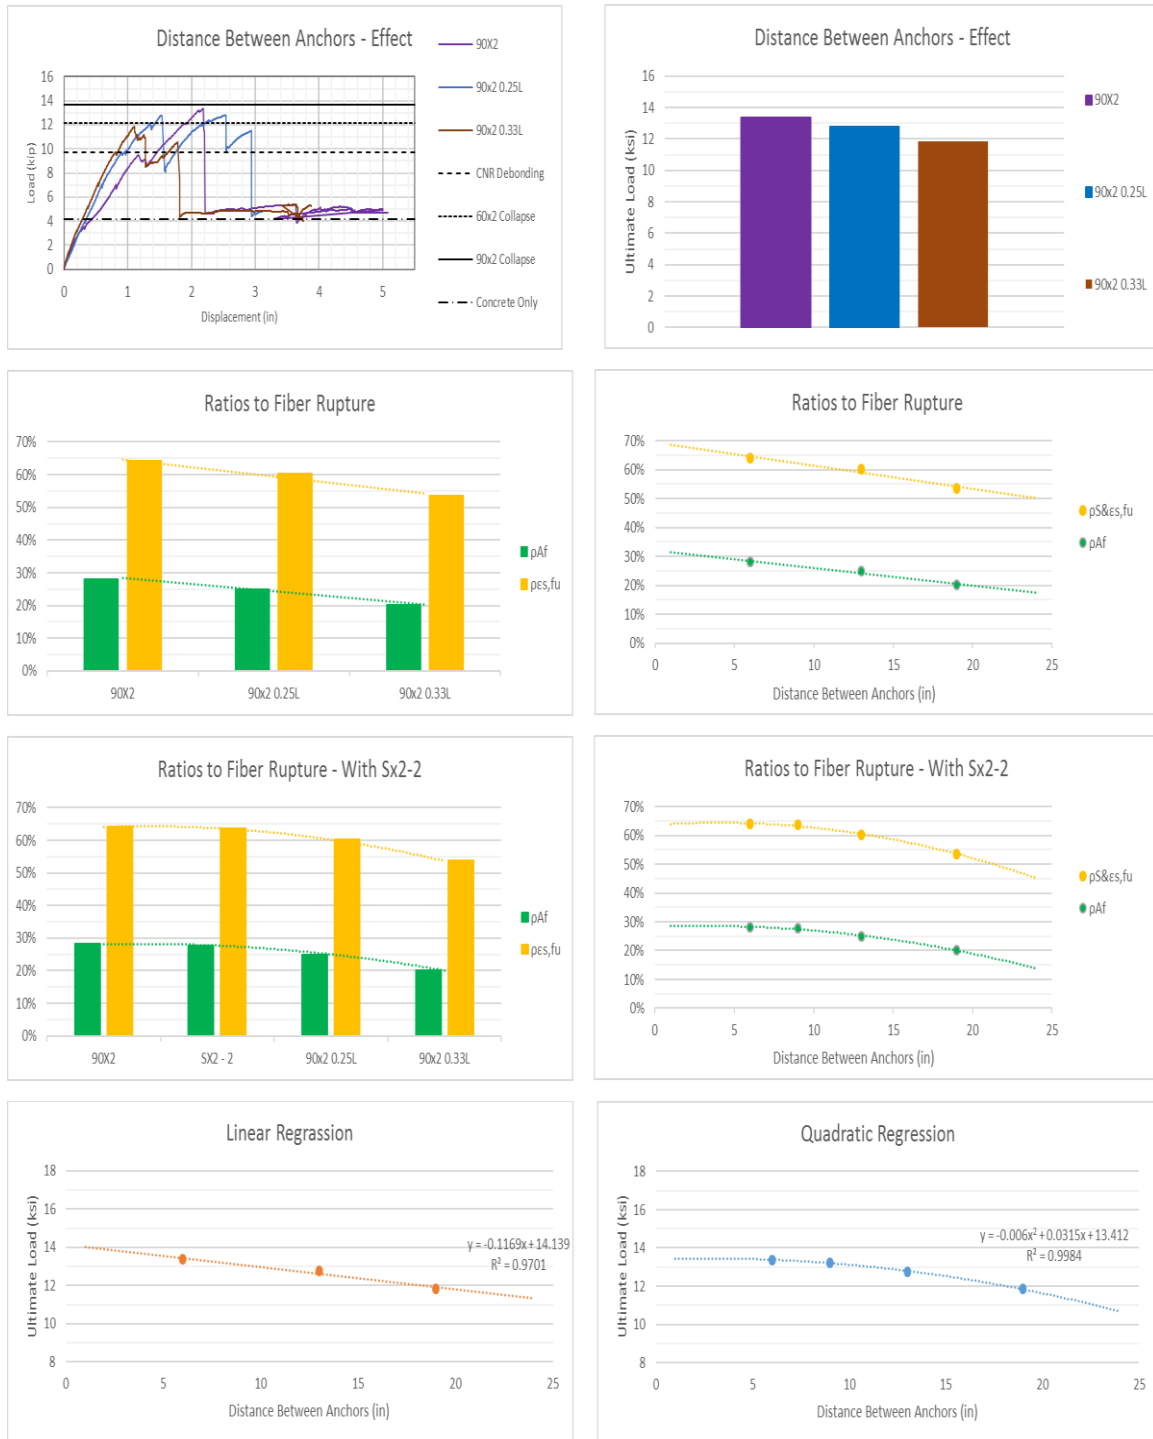 Distance Between Anchors - Effect
16
14
12
10
8
6
4
2
0
Load (kip)
0 1 2 3 4 5
Displacement (in)
90X2
90x2 0.25L
90x2 0.33L
CNR Debonding
60x2 Collapse
90x2 Collapse
Concrete Only
Distance Between Anchors - Effect
16
14
12
10
8
6
4
2
0
Ultimate Load (ksi)
90X2
90x2 0.25L
90x2 0.33L
Ratios to Fiber Rupture
70%
60%
50%
40%
30%
20%
10%
0%
90X2 90x2 0.25L 90x2 0.33L
ρAf
ρεs,fu
Ratios to Fiber Rupture
70%
60%
50%
40%
30%
20%
10%
0%
0 5 10 15 20 25
Distance Between Anchors (in)
ρS&εs,fu
ρAf
Ratios to Fiber Rupture - With Sx2-2
70%
60%
50%
40%
30%
20%
10%
0%
90X2 SX2 - 2 90x2 0.25L 90x2 0.33L
ρAf
ρεs,fu
Ratios to Fiber Rupture - With Sx2-2
70%
60%
50%
40%
30%
20%
10%
0%
0 5 10 15 20 25
Distance Between Anchors (in)
ρS&εs,fu
ρAf
Linear Regrassion
18
16
14
12
10
8
Ultimate Load (ksi)
y = -0.1169x + 14.139
R² = 0.9701
0 5 10 15 20 25
Distance Between Anchors (in)
Quadratic Regression
18
16
14
12
10
8
Ultimate Load (ksi)
y = -0.006x² + 0.0315x + 13.412
R² = 0.9984
0 5 10 15 20 25
Distance Between Anchors (in)